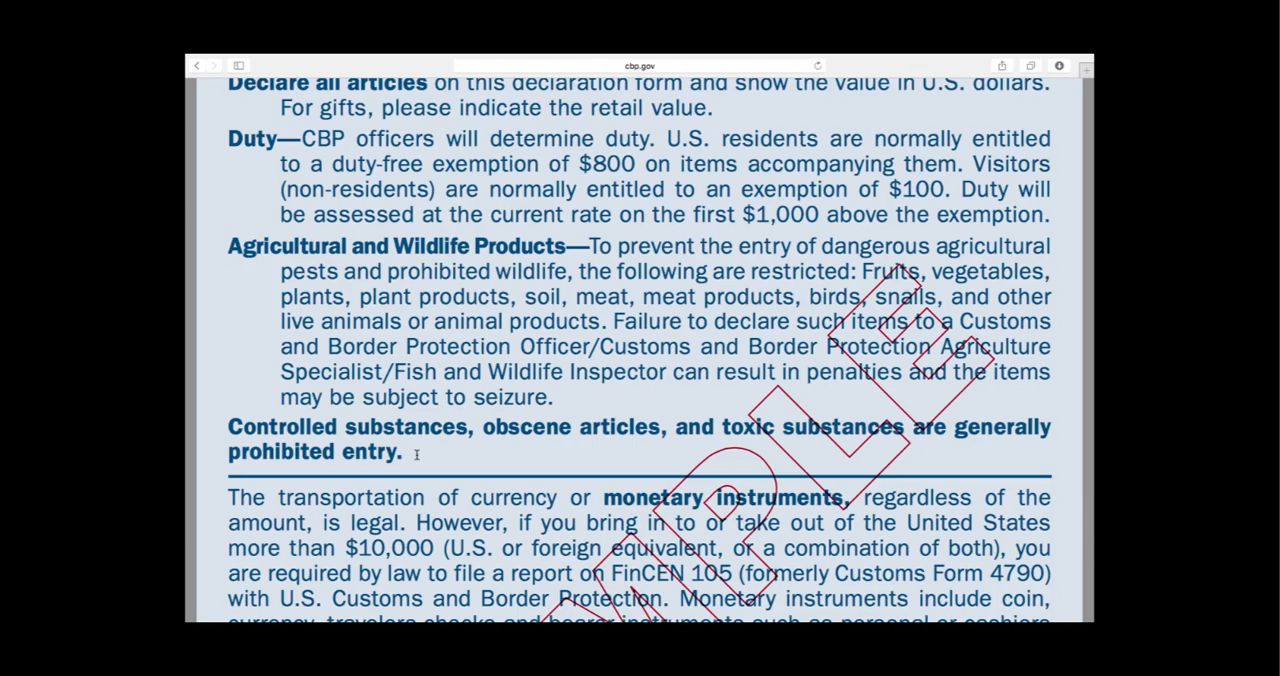 cbp.gov
Declare all articles on this declaration form and show the value in U.S. dollars.
For gifts, please indicate the retail value.
Duty—CBP officers will determine duty. U.S. residents are normally entitled
to a duty-free exemption of $800 on items accompanying them. Visitors
(non-residents) are normally entitled to an exemption of $100. Duty will
be assessed at the current rate on the first $1,000 above the exemption.
Agricultural and Wildlife Products—To prevent the entry of dangerous agricultural
pests and prohibited wildlife, the following are restricted: Fruits, vegetables,
plants, plant products, soil, meat, meat products, birds, snails, and other
live animals or animal products. Failure to declare such items to a Customs
and Border Protection Officer/Customs and Border Protection Agriculture
Specialist/Fish and Wildlife Inspector can result in penalties and the items
may be subject to seizure.
Controlled substances, obscene articles, and toxic substances are generally
prohibited entry.
The transportation of currency or monetary instruments, regardless of the
amount, is legal. However, if you bring in to or take out of the United States
more than $10,000 (U.S. or foreign equivalent, or a combination of both), you
are required by law to file a report on FinCEN 105 (formerly Customs Form 4790)
with U.S. Customs and Border Protection. Monetary instruments include coin,
currency, travelers checks and bearer instruments such as personal or cashiers